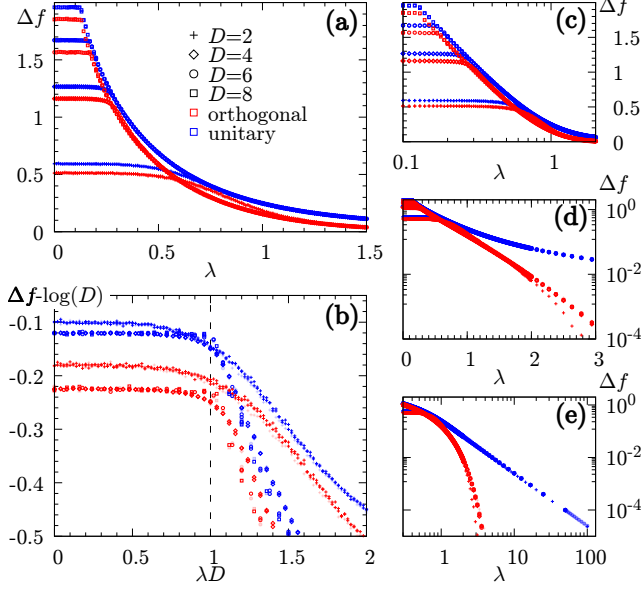 Δf
(a)
+ D=2
◇ D=4
○ D=6
□ D=8
□ orthogonal
□ unitary
1.5
1
0.5
0
0 0.5 1 1.5
λ
Δf-log(D)
(b)
-0.1
-0.2
-0.3
-0.4
-0.5
0 0.5 1 1.5 2
λD
(c)
1.5
1
0.5
0
0.1 1
λ
Δf
(d)
10^0
10^-2
10^-4
0 1 2 3
λ
Δf
(e)
10^0
10^-2
10^-4
1 10 100
λ